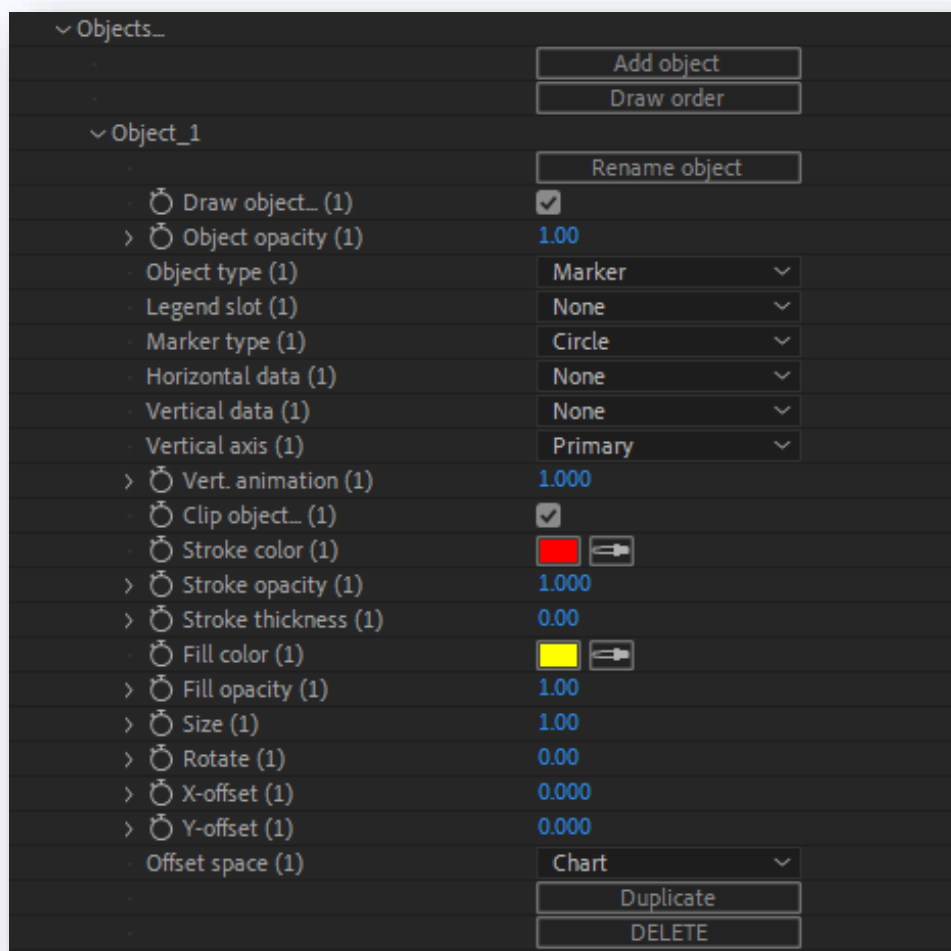 Objects...
Add object
Draw order
Object_1
Rename object
Draw object... (1)
Object opacity (1) 1.00
Object type (1) Marker
Legend slot (1) None
Marker type (1) Circle
Horizontal data (1) None
Vertical data (1) None
Vertical axis (1) Primary
Vert. animation (1) 1.000
Clip object... (1)
Stroke color (1)
Stroke opacity (1) 1.000
Stroke thickness (1) 0.00
Fill color (1)
Fill opacity (1) 1.00
Size (1) 1.00
Rotate (1) 0.00
X-offset (1) 0.000
Y-offset (1) 0.000
Offset space (1) Chart
Duplicate
DELETE